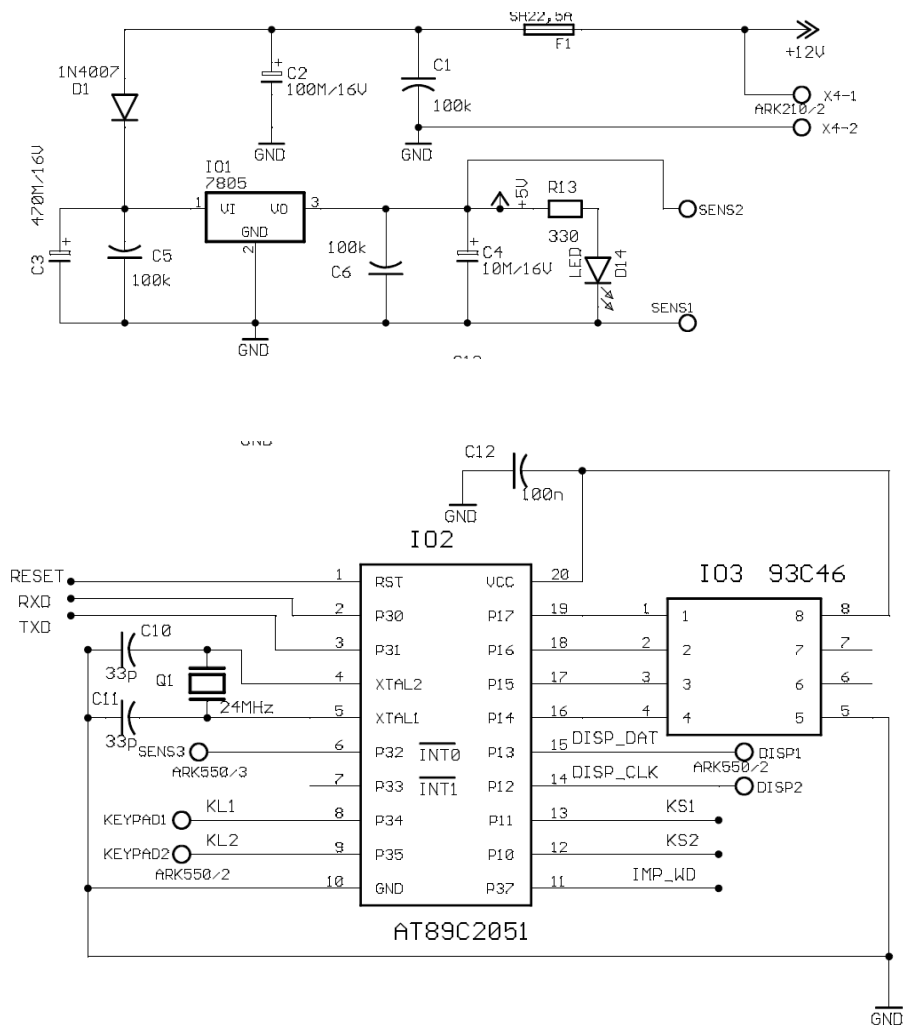 SH22,5A
F1
+12V
1N4007
D1
C2
100M/16V
C1
100k
X4-1
ARK210/2
X4-2
GND
GND
IO1
7805
470M/16V
+5V
R13
1
VI
VO
3
GND
2
SENS2
C3
C5
100k
100k
C6
C4
10M/16V
330
LED
D14
SENS1
GND
C12
100n
GND
IO2
IO3 93C46
RESET
RXD
TXD
1
RST
VCC
20
2
P30
P17
19
1
1
8
8
3
P31
P16
18
2
2
7
7
C10
33p
Q1
24MHz
4
XTAL2
P15
17
3
3
6
6
C11
33p
5
XTAL1
P14
16
4
4
5
5
SENS3
ARK550/3
6
P32
INT0
P13
15
DISP_DAT
DISP1
ARK550/2
7
P33
INT1
P12
14
DISP_CLK
DISP2
KEYPAD1
KL1
8
P34
P11
13
KS1
KEYPAD2
KL2
9
P35
P10
12
KS2
ARK550/2
10
GND
P37
11
IMP_WD
AT89C2051
GND